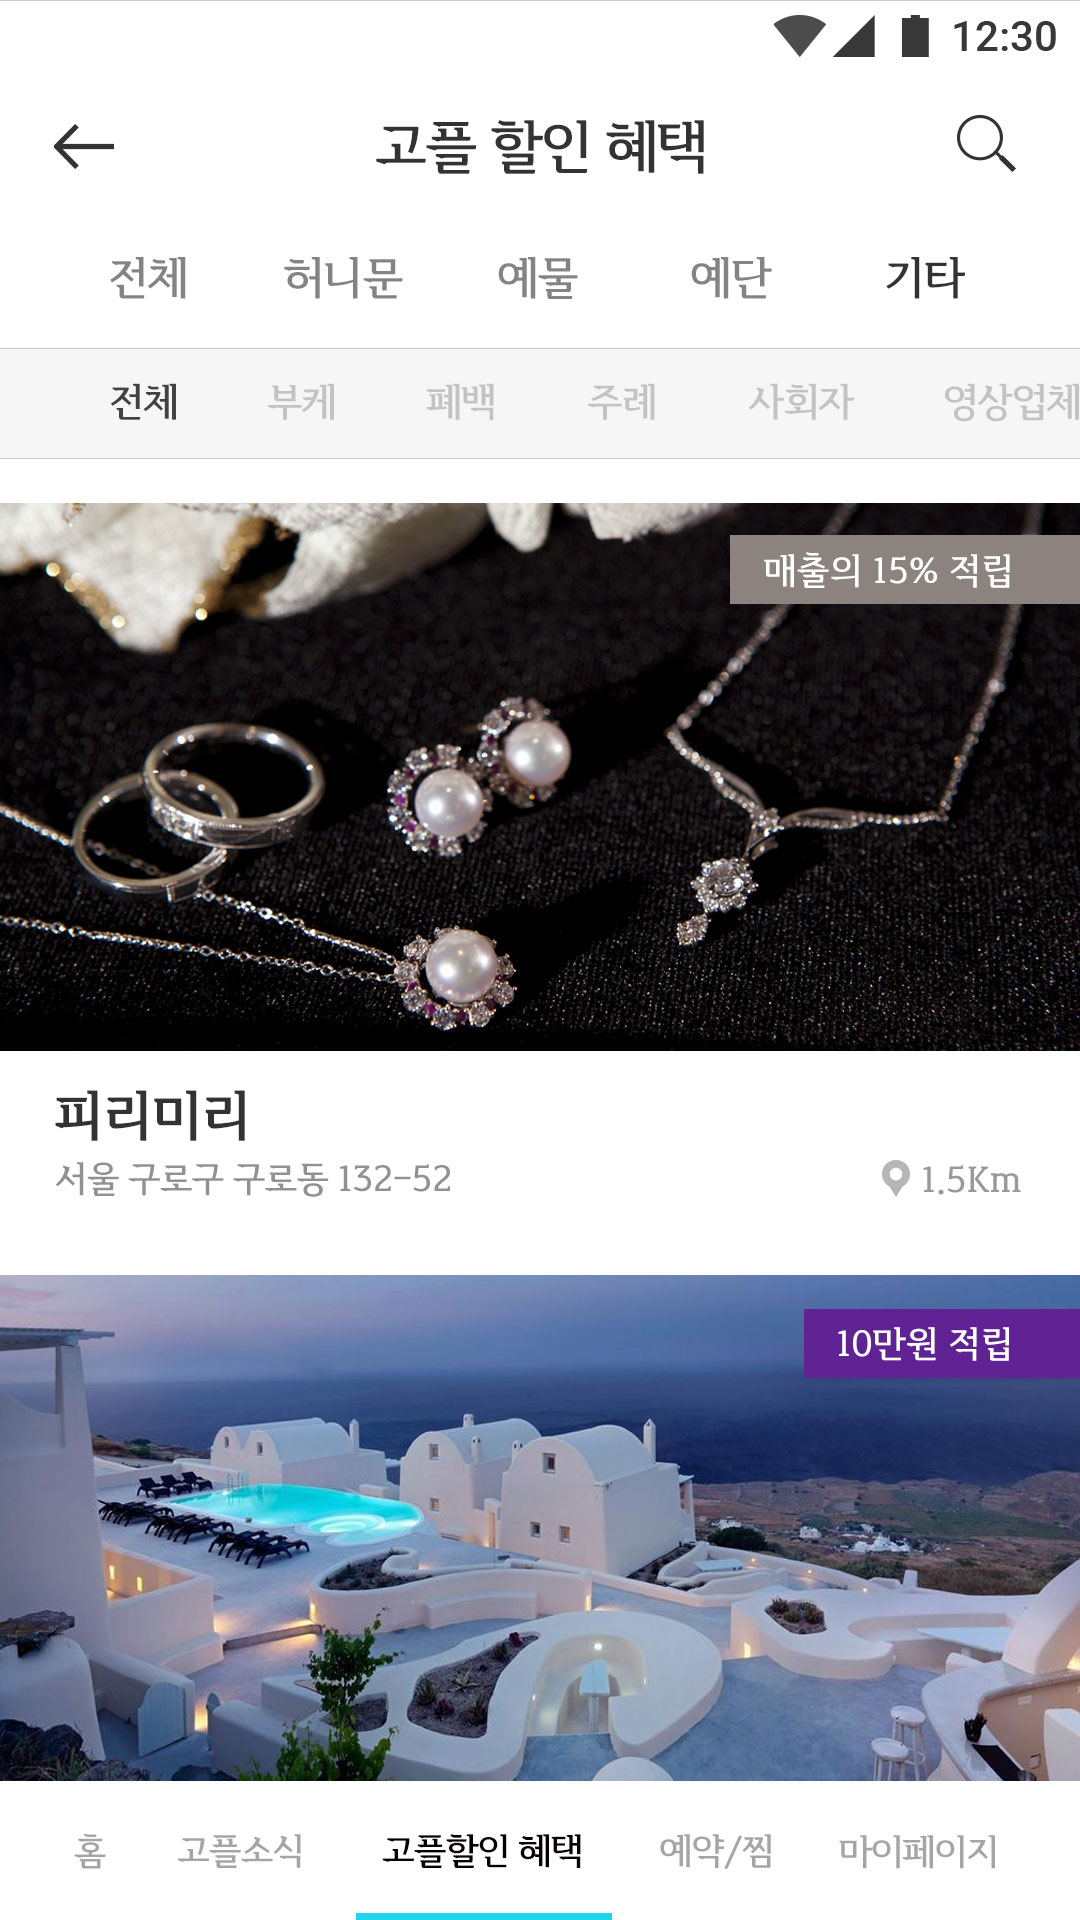 12:30
고플 할인 혜택
전체 허니문 예물 예단 기타
전체 부케 폐백 주례 사회자 영상업체
매출의 15% 적립
피리미리
서울 구로구 구로동 132-52 1.5Km
10만원 적립
홈 고플소식 고플할인 혜택 예약/찜 마이페이지